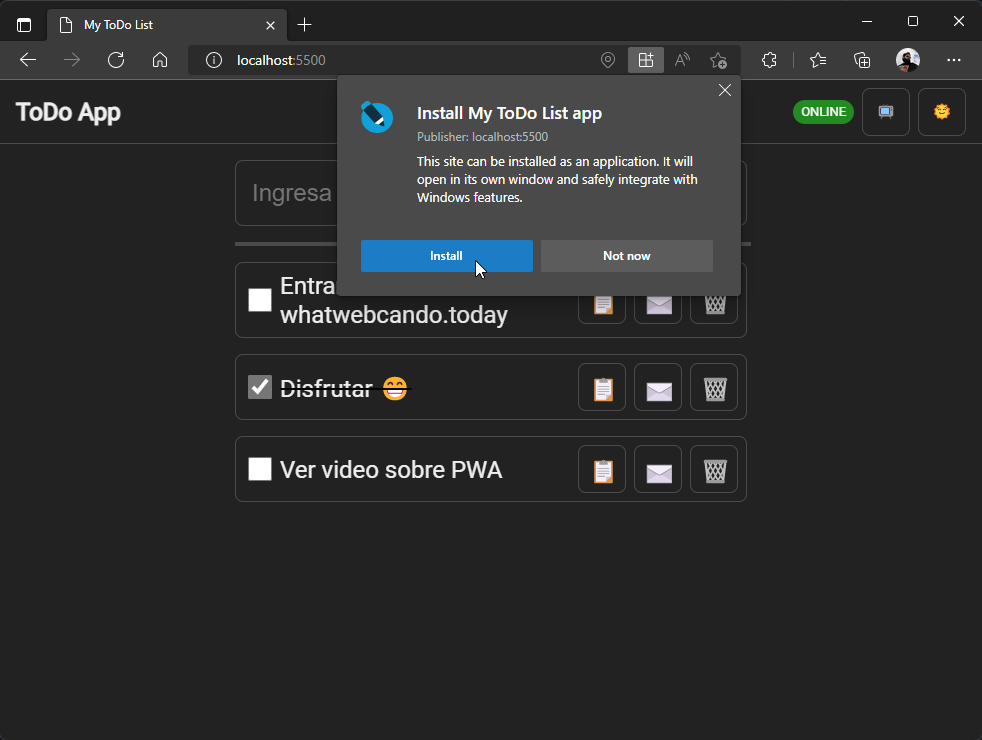 My ToDo List
localhost:5500
ToDo App
ONLINE
Install My ToDo List app
Publisher: localhost:5500
This site can be installed as an application. It will
open in its own window and safely integrate with
Windows features.
Install
Not now
Ingresa
Entra
whatwebcando.today
Disfrutar 😁
Ver video sobre PWA